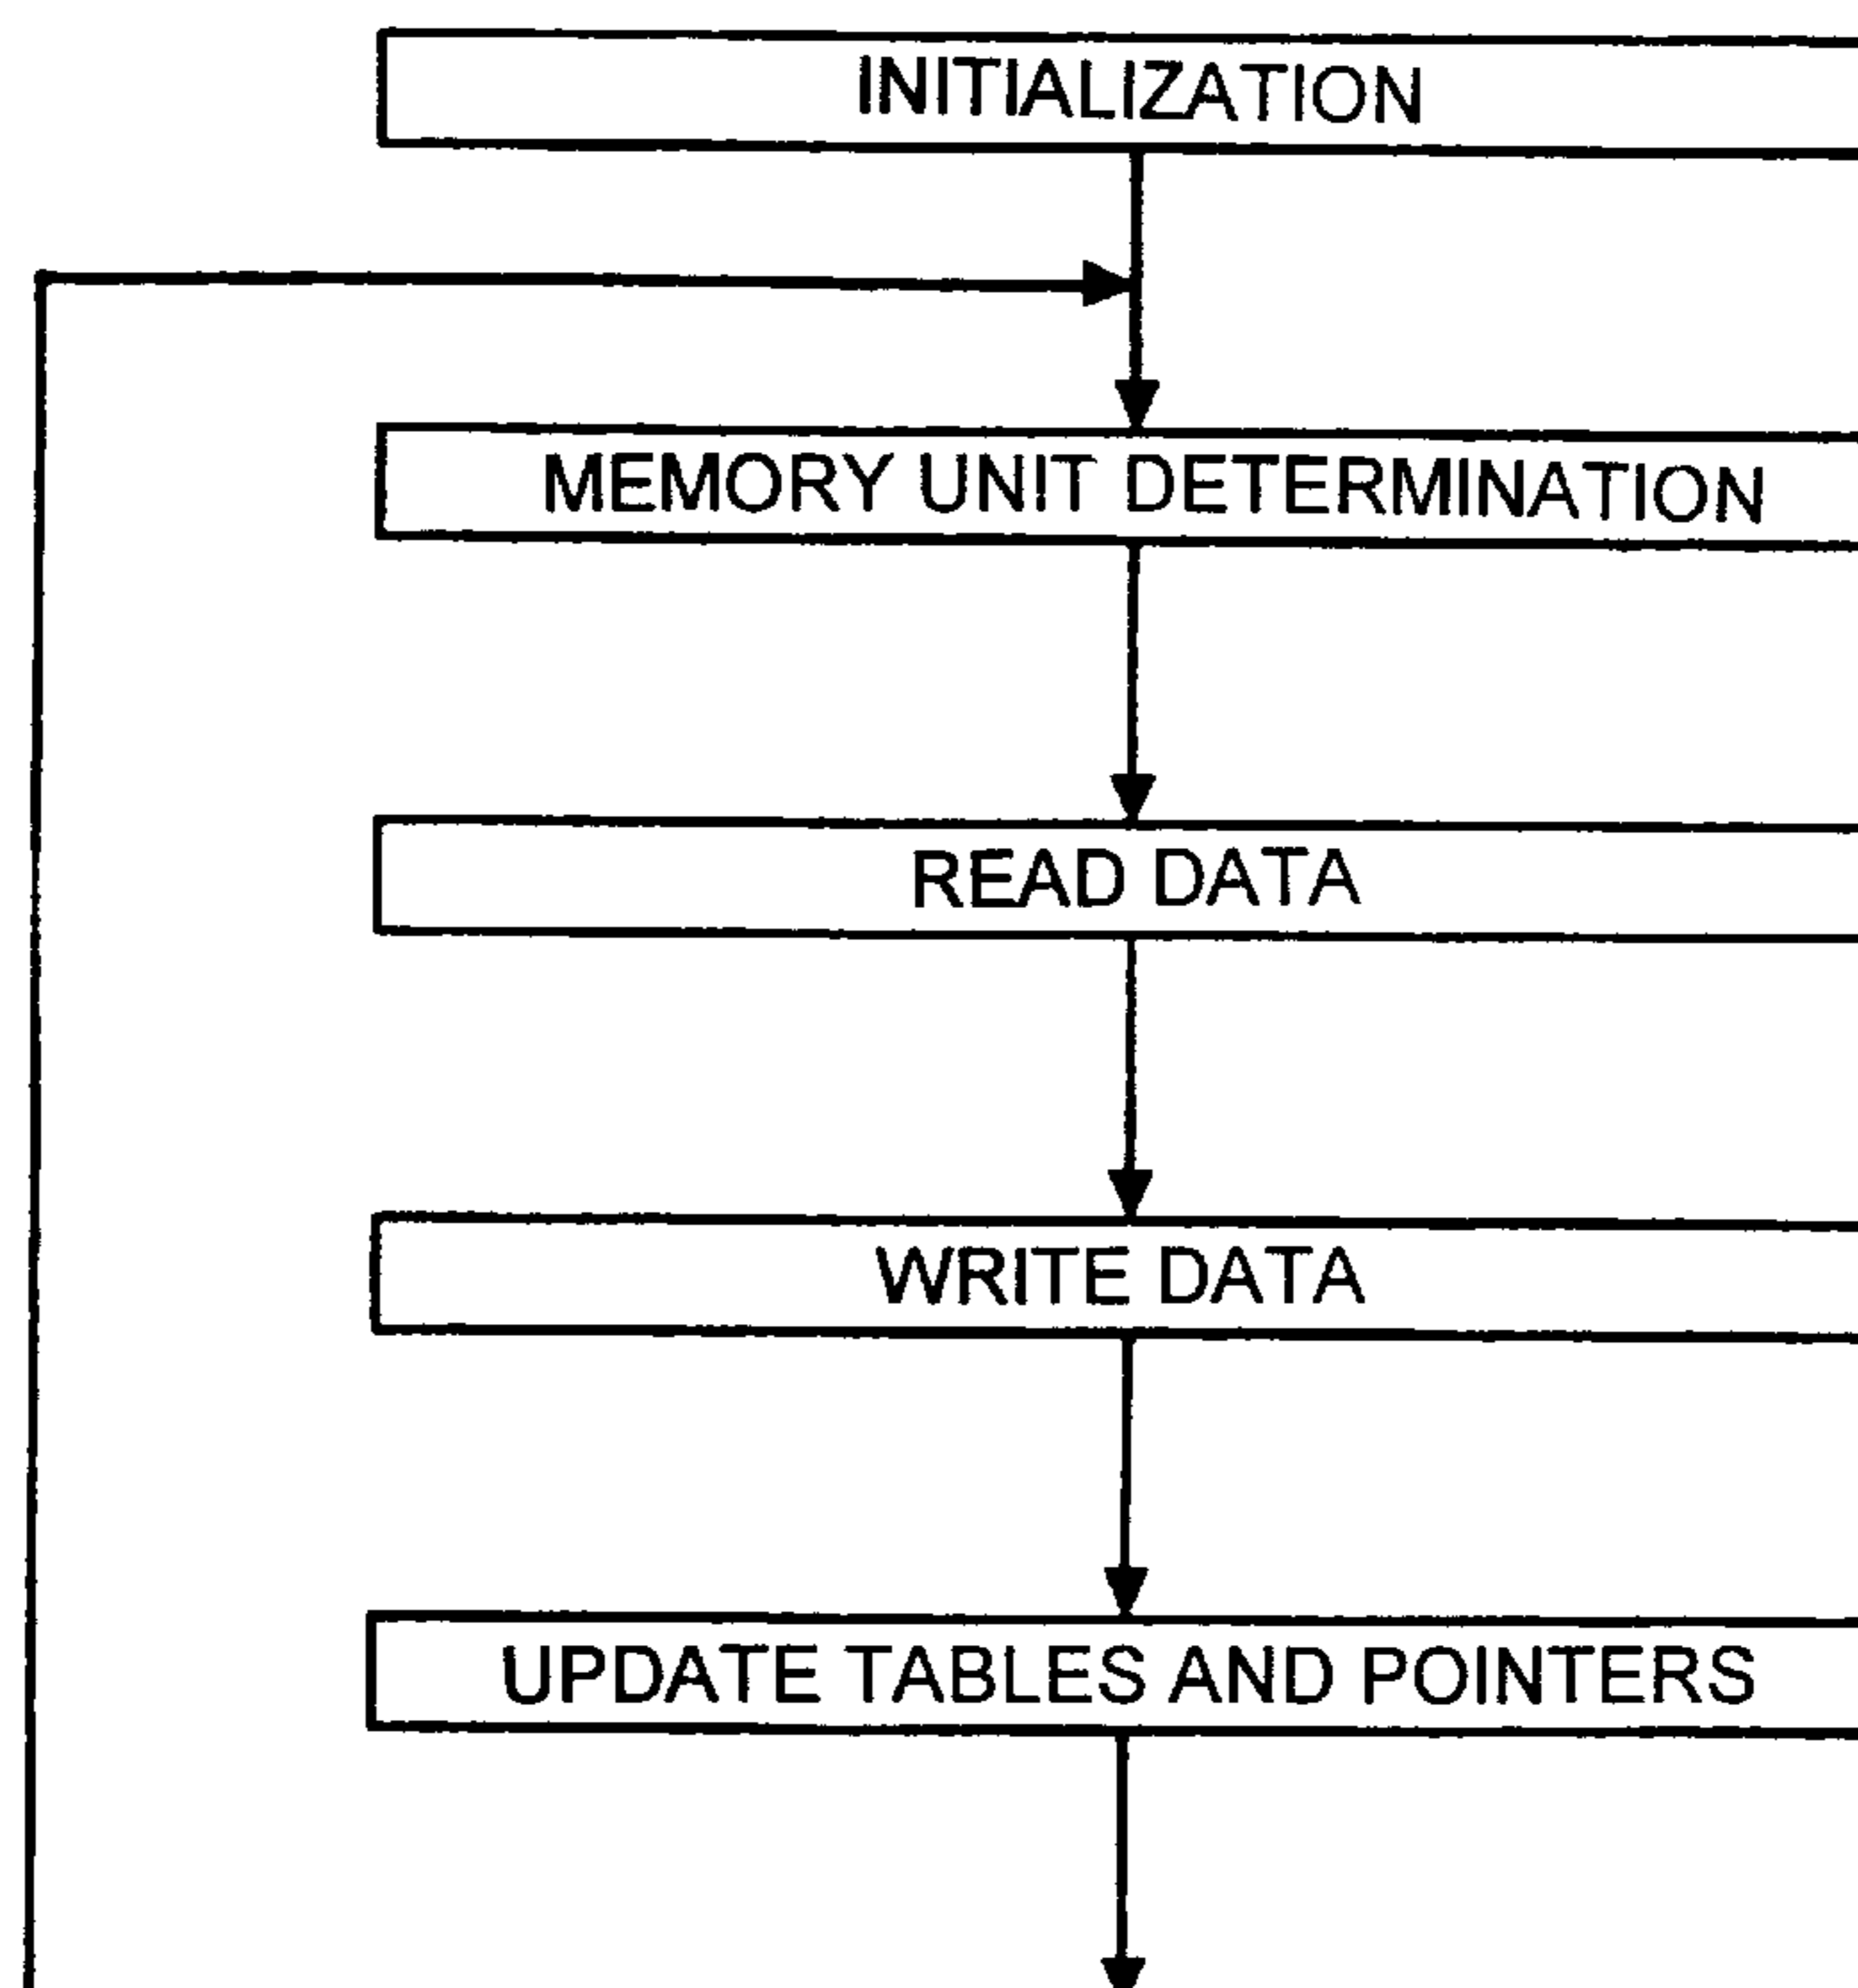 INITIALIZATION
MEMORY UNIT DETERMINATION
READ DATA
WRITE DATA
UPDATE TABLES AND POINTERS